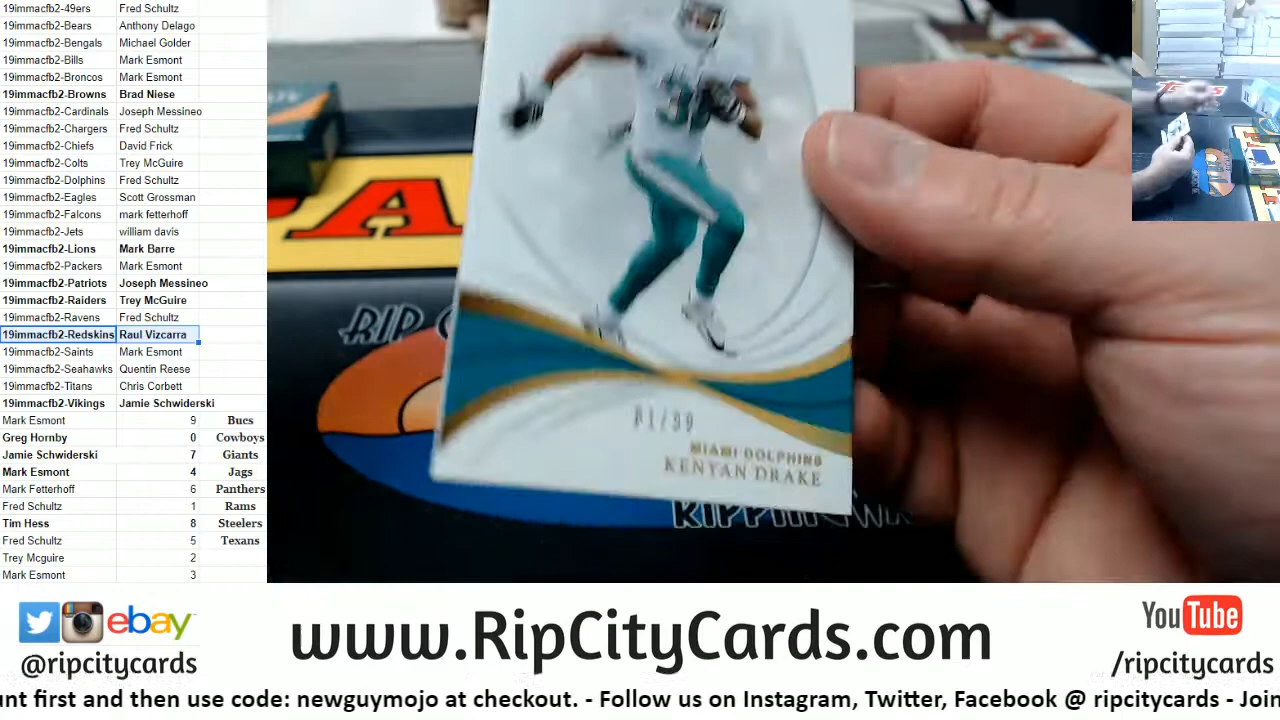 19immacfb2-49ers Fred Schultz
19immacfb2-Bears Anthony Delago
19immacfb2-Bengals Michael Golder
19immacfb2-Bills Mark Esmont
19immacfb2-Broncos Mark Esmont
19immacfb2-Browns Brad Niese
19immacfb2-Cardinals Joseph Messineo
19immacfb2-Chargers Fred Schultz
19immacfb2-Chiefs David Frick
19immacfb2-Colts Trey McGuire
19immacfb2-Dolphins Fred Schultz
19immacfb2-Eagles Scott Grossman
19immacfb2-Falcons mark fetterhoff
19immacfb2-Jets william davis
19immacfb2-Lions Mark Barre
19immacfb2-Packers Mark Esmont
19immacfb2-Patriots Joseph Messineo
19immacfb2-Raiders Trey McGuire
19immacfb2-Ravens Fred Schultz
19immacfb2-Redskins Raul Vizcarra
19immacfb2-Saints Mark Esmont
19immacfb2-Seahawks Quentin Reese
19immacfb2-Titans Chris Corbett
19immacfb2-Vikings Jamie Schwiderski
Mark Esmont 9 Bucs
Greg Hornby 0 Cowboys
Jamie Schwiderski 7 Giants
Mark Esmont 4 Jags
Mark Fetterhoff 6 Panthers
Fred Schultz 1 Rams
Tim Hess 8 Steelers
Fred Schultz 5 Texans
Trey Mcguire 2
Mark Esmont 3
RIP
MIAMI DOLPHINS
KENYAN DRAKE
ebay
@ripcitycards
www.RipCityCards.com
YouTube
/ripcitycards
unt first and then use code: newguymojo at checkout. - Follow us on Instagram, Twitter, Facebook @ ripcitycards - Join